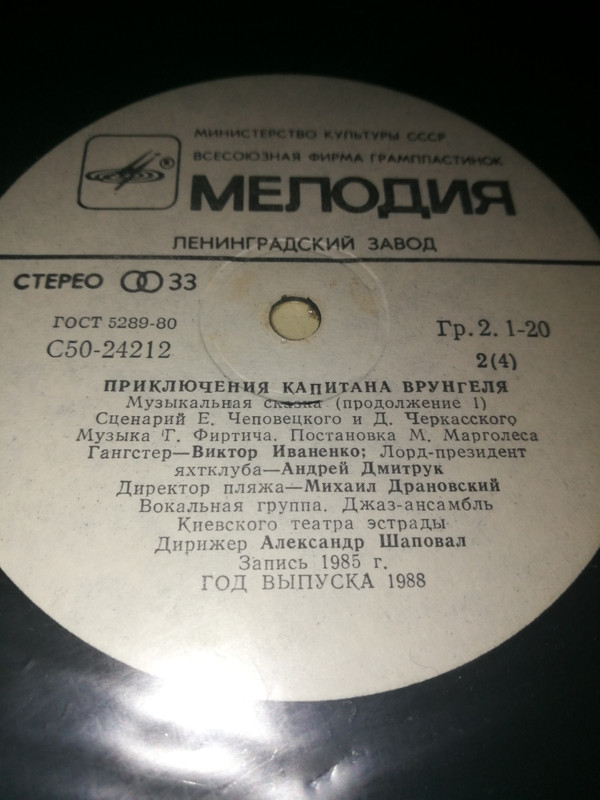 МИНИСТЕРСТВО КУЛЬТУРЫ СССР
ВСЕСОЮЗНАЯ ФИРМА ГРАМПЛАСТИНОК
® МЕЛОДИЯ
ЛЕНИНГРАДСКИЙ ЗАВОД
СТЕРЕО 33
ГОСТ 5289-80
Гр. 2. 1-20
С50-24212
2(4)
ПРИКЛЮЧЕНИЯ КАПИТАНА ВРУНГЕЛЯ
Музыкальная сказка (продолжение 1)
Сценарий Е. Чеповецкого и Д. Черкасского
Музыка Г. Фиртича. Постановка М. Марголеса
Гангстер—Виктор Иваненко; Лорд-президент
яхтклуба—Андрей Дмитрук
Директор пляжа—Михаил Драновский
Вокальная группа. Джаз-ансамбль
Киевского театра эстрады
Дирижер Александр Шаповал
Запись 1985 г.
ГОД ВЫПУСКА 1988